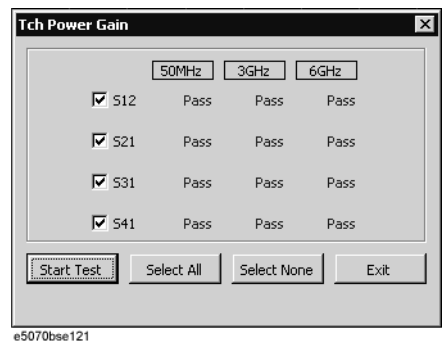 Tch Power Gain
50MHz 3GHz 6GHz
S12 Pass Pass Pass
S21 Pass Pass Pass
S31 Pass Pass Pass
S41 Pass Pass Pass
Start Test Select All Select None Exit
e5070bse121